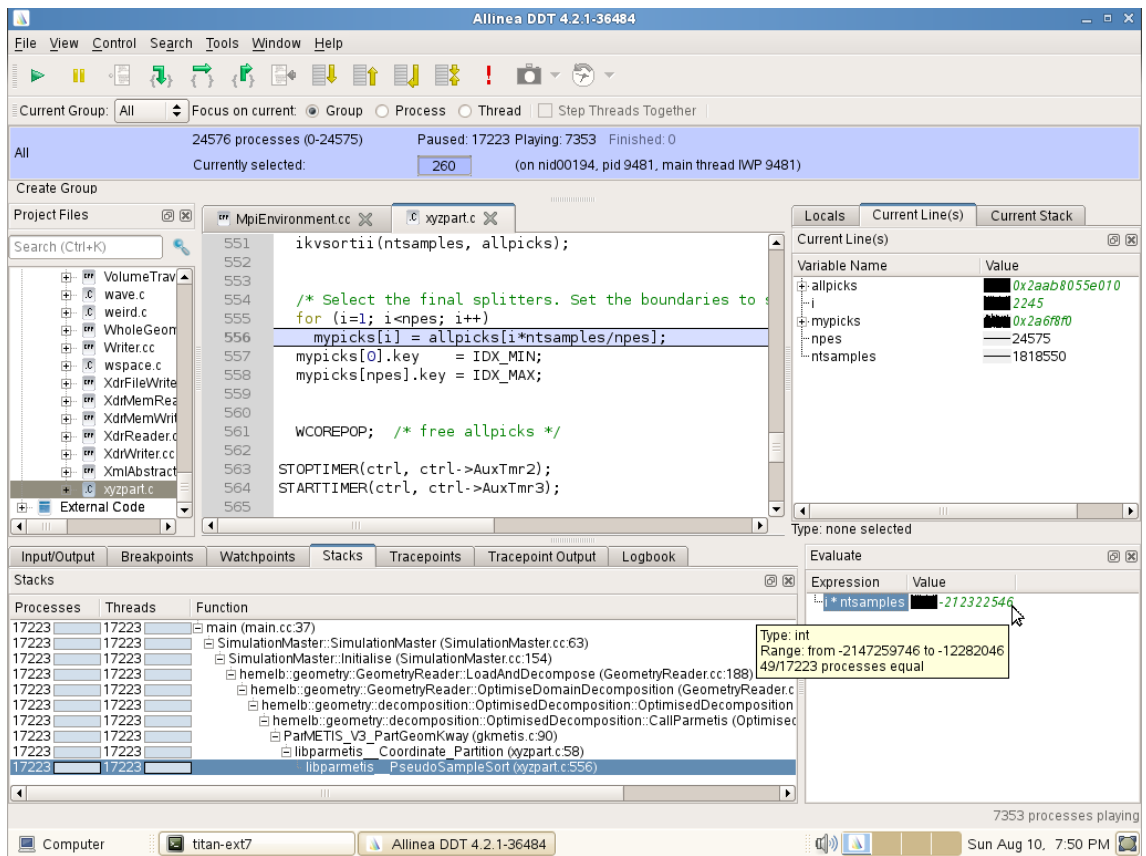 Allinea DDT 4.2.1-36484
File View Control Search Tools Window Help
Current Group: All Focus on current: Group Process Thread Step Threads Together
24576 processes (0-24575) Paused: 17223 Playing: 7353 Finished: 0
All
Currently selected: 260 (on nid00194, pid 9481, main thread lWP 9481)
Create Group
Project Files
Search (Ctrl+K)
VolumeTrav
wave.c
weird.c
WholeGeom
Writer.cc
wspace.c
XdrFileWrite
XdrMemRea
XdrMemWrit
XdrReader.c
XdrWriter.cc
XmlAbstract
xyzpart.c
External Code
MpiEnvironment.cc xyzpart.c
551 ikvsortii(ntsamples, allpicks);
552
553
554 /* Select the final splitters. Set the boundaries to s
555 for (i=1; i<npes; i++)
556 mypicks[i] = allpicks[i*ntsamples/npes];
557 mypicks[0].key = IDX_MIN;
558 mypicks[npes].key = IDX_MAX;
559
560
561 WCOREPOP; /* free allpicks */
562
563 STOPTIMER(ctrl, ctrl->AuxTmr2);
564 STARTTIMER(ctrl, ctrl->AuxTmr3);
565
Locals Current Line(s) Current Stack
Current Line(s)
Variable Name Value
allpicks 0x2aab8055e010
i 2245
mypicks 0x2a6f8f0
npes 24575
ntsamples 1818550
Type: none selected
Input/Output Breakpoints Watchpoints Stacks Tracepoints Tracepoint Output Logbook
Stacks
Processes Threads Function
17223 17223 main (main.cc:37)
17223 17223 SimulationMaster::SimulationMaster (SimulationMaster.cc:63)
17223 17223 SimulationMaster::Initialise (SimulationMaster.cc:154)
17223 17223 hemelb::geometry::GeometryReader::LoadAndDecompose (GeometryReader.cc:188)
17223 17223 hemelb::geometry::GeometryReader::OptimiseDomainDecomposition (GeometryReader.c
17223 17223 hemelb::geometry::decomposition::OptimisedDecomposition::OptimisedDecomposition
17223 17223 hemelb::geometry::decomposition::OptimisedDecomposition::CallParmetis (Optimisec
17223 17223 ParMETIS_V3_PartGeomKway (gkmetis.c:90)
17223 17223 libparmetis__Coordinate_Partition (xyzpart.c:58)
17223 17223 libparmetis__PseudoSampleSort (xyzpart.c:556)
Evaluate
Expression Value
i * ntsamples -212322546
Type: int
Range: from -2147259746 to -12282046
49/17223 processes equal
7353 processes playing
Computer titan-ext7 Allinea DDT 4.2.1-36484 Sun Aug 10, 7:50 PM